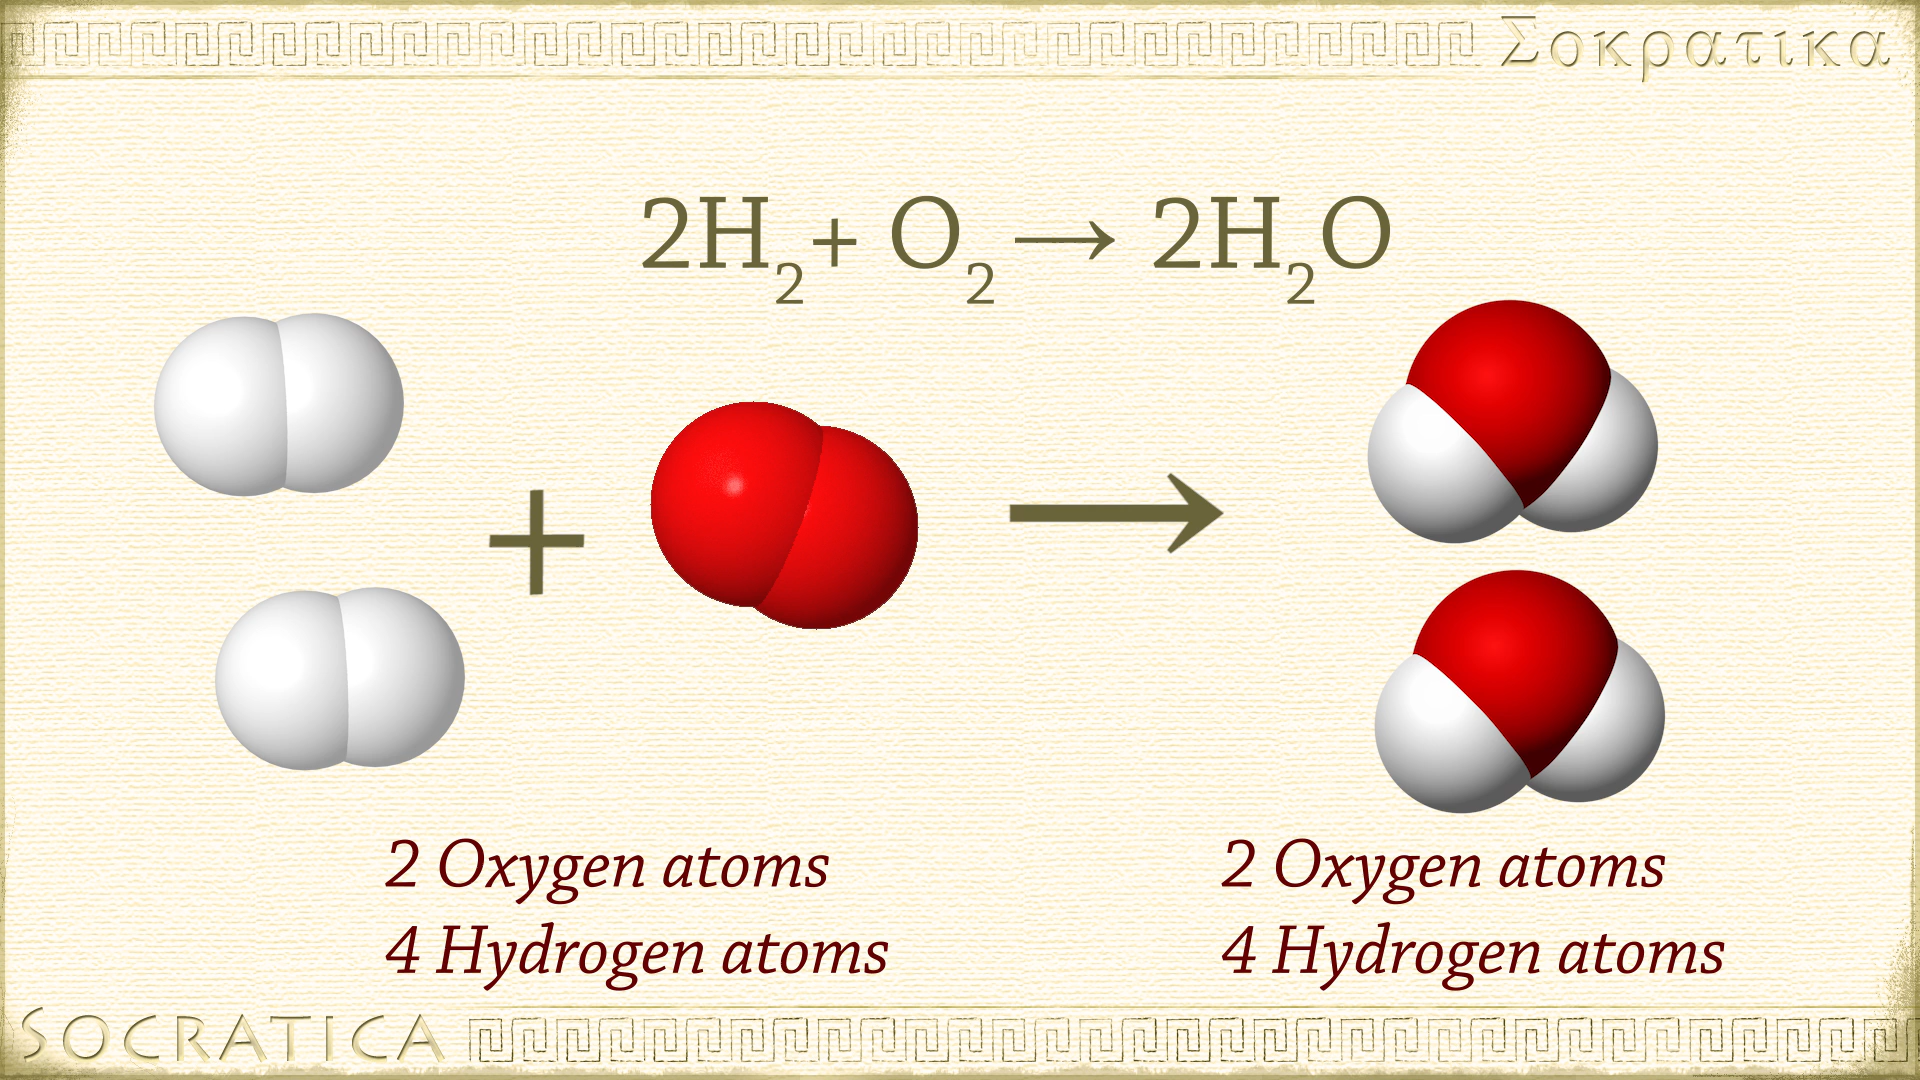 Σοκρατικα
2H₂+ O₂ → 2H₂O
+ →
2 Oxygen atoms
4 Hydrogen atoms
2 Oxygen atoms
4 Hydrogen atoms
SOCRATICA